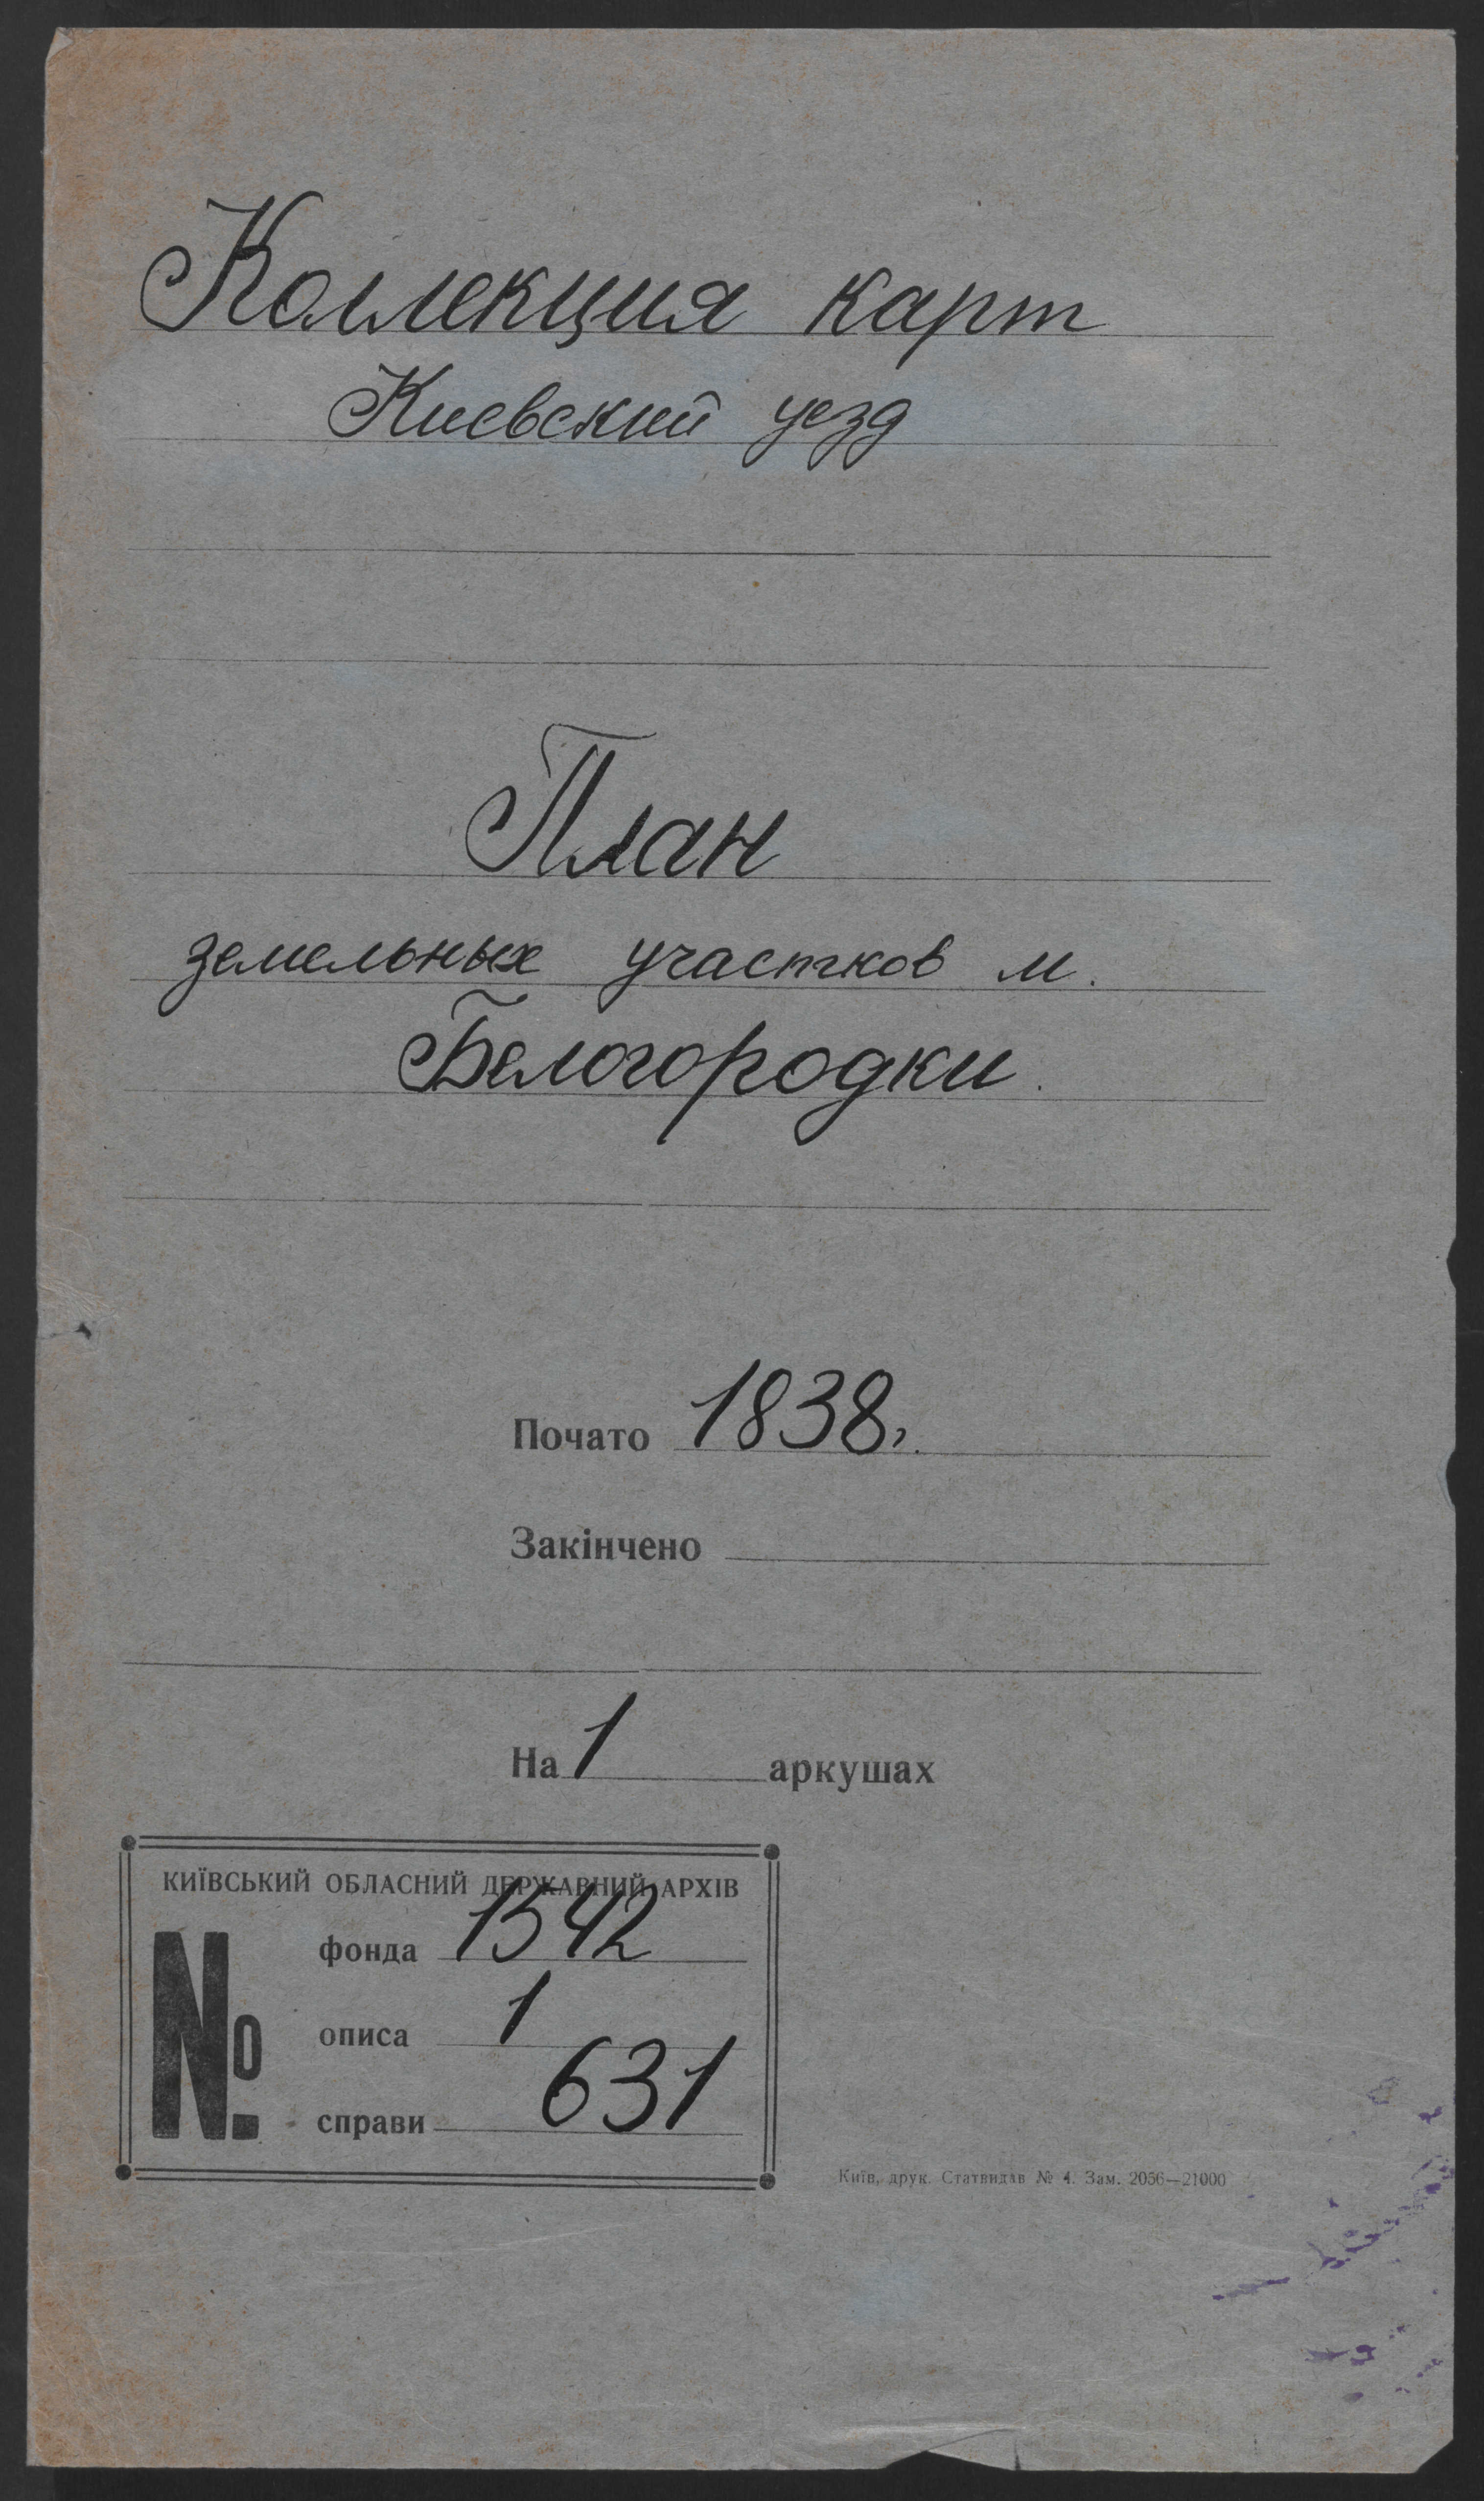 Коллекция карт
Киевский уезд
План
земельных участков м.
Белогородки.
Почато 1838г.
Закінчено
На 1 аркушах
КИЇВСЬКИЙ ОБЛАСНИЙ ДЕРЖАВНИЙ АРХІВ
№ фонда 1542
описа 1
справи 631
Київ, друк. Статвидав № 4. Зам. 2056—21000